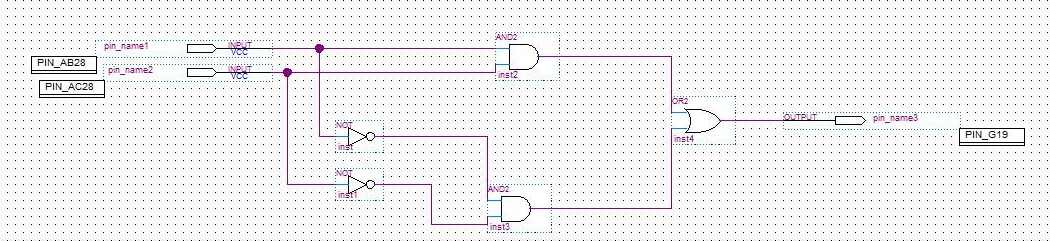 AND2
pin_name1
INPUT
VCC
PIN_AB28
pin_name2
INPUT
VCC
inst2
PIN_AC28
OR2
OUTPUT
pin_name3
NOT
inst
inst4
PIN_G19
NOT
inst1
AND2
inst3